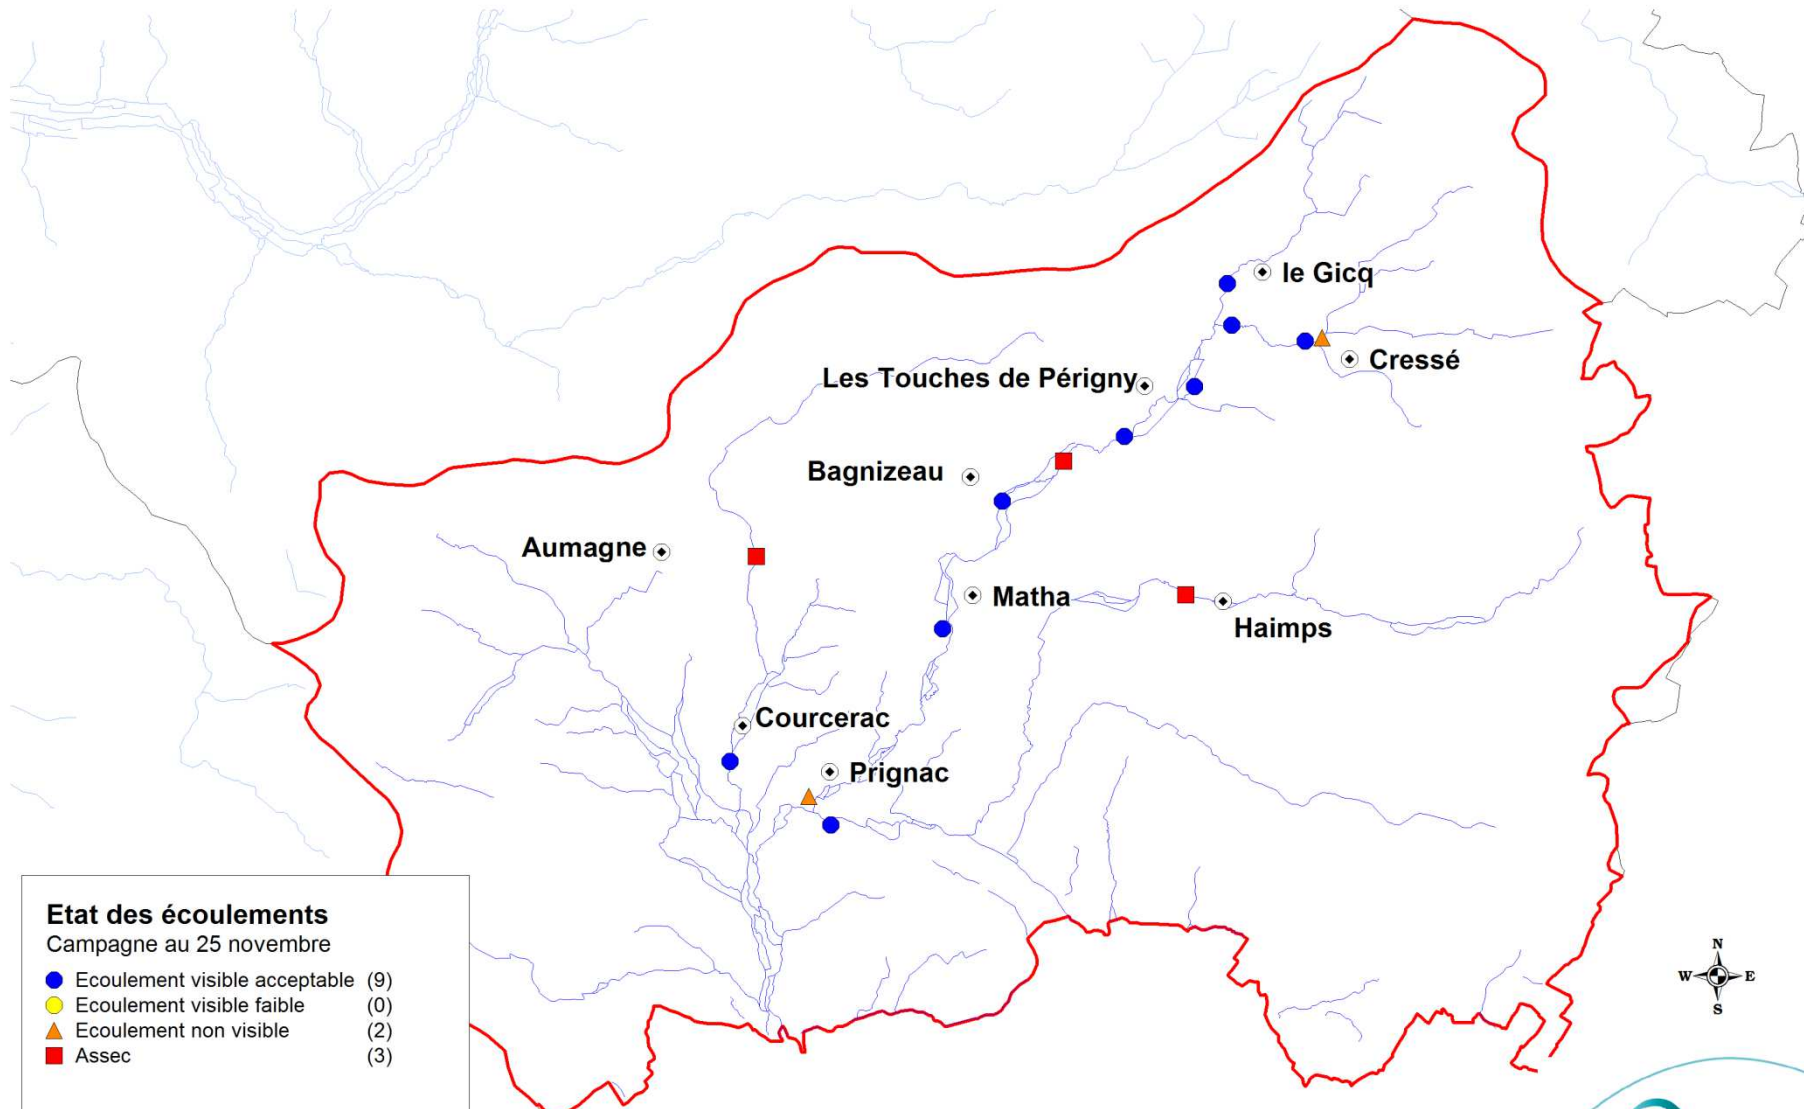 le Gicq
Cressé
Les Touches de Périgny
Bagnizeau
Aumagne
Matha
Haimps
Courcerac
Prignac
Etat des écoulements
Campagne au 25 novembre
Ecoulement visible acceptable (9)
Ecoulement visible faible (0)
Ecoulement non visible (2)
Assec (3)
N
W E
S